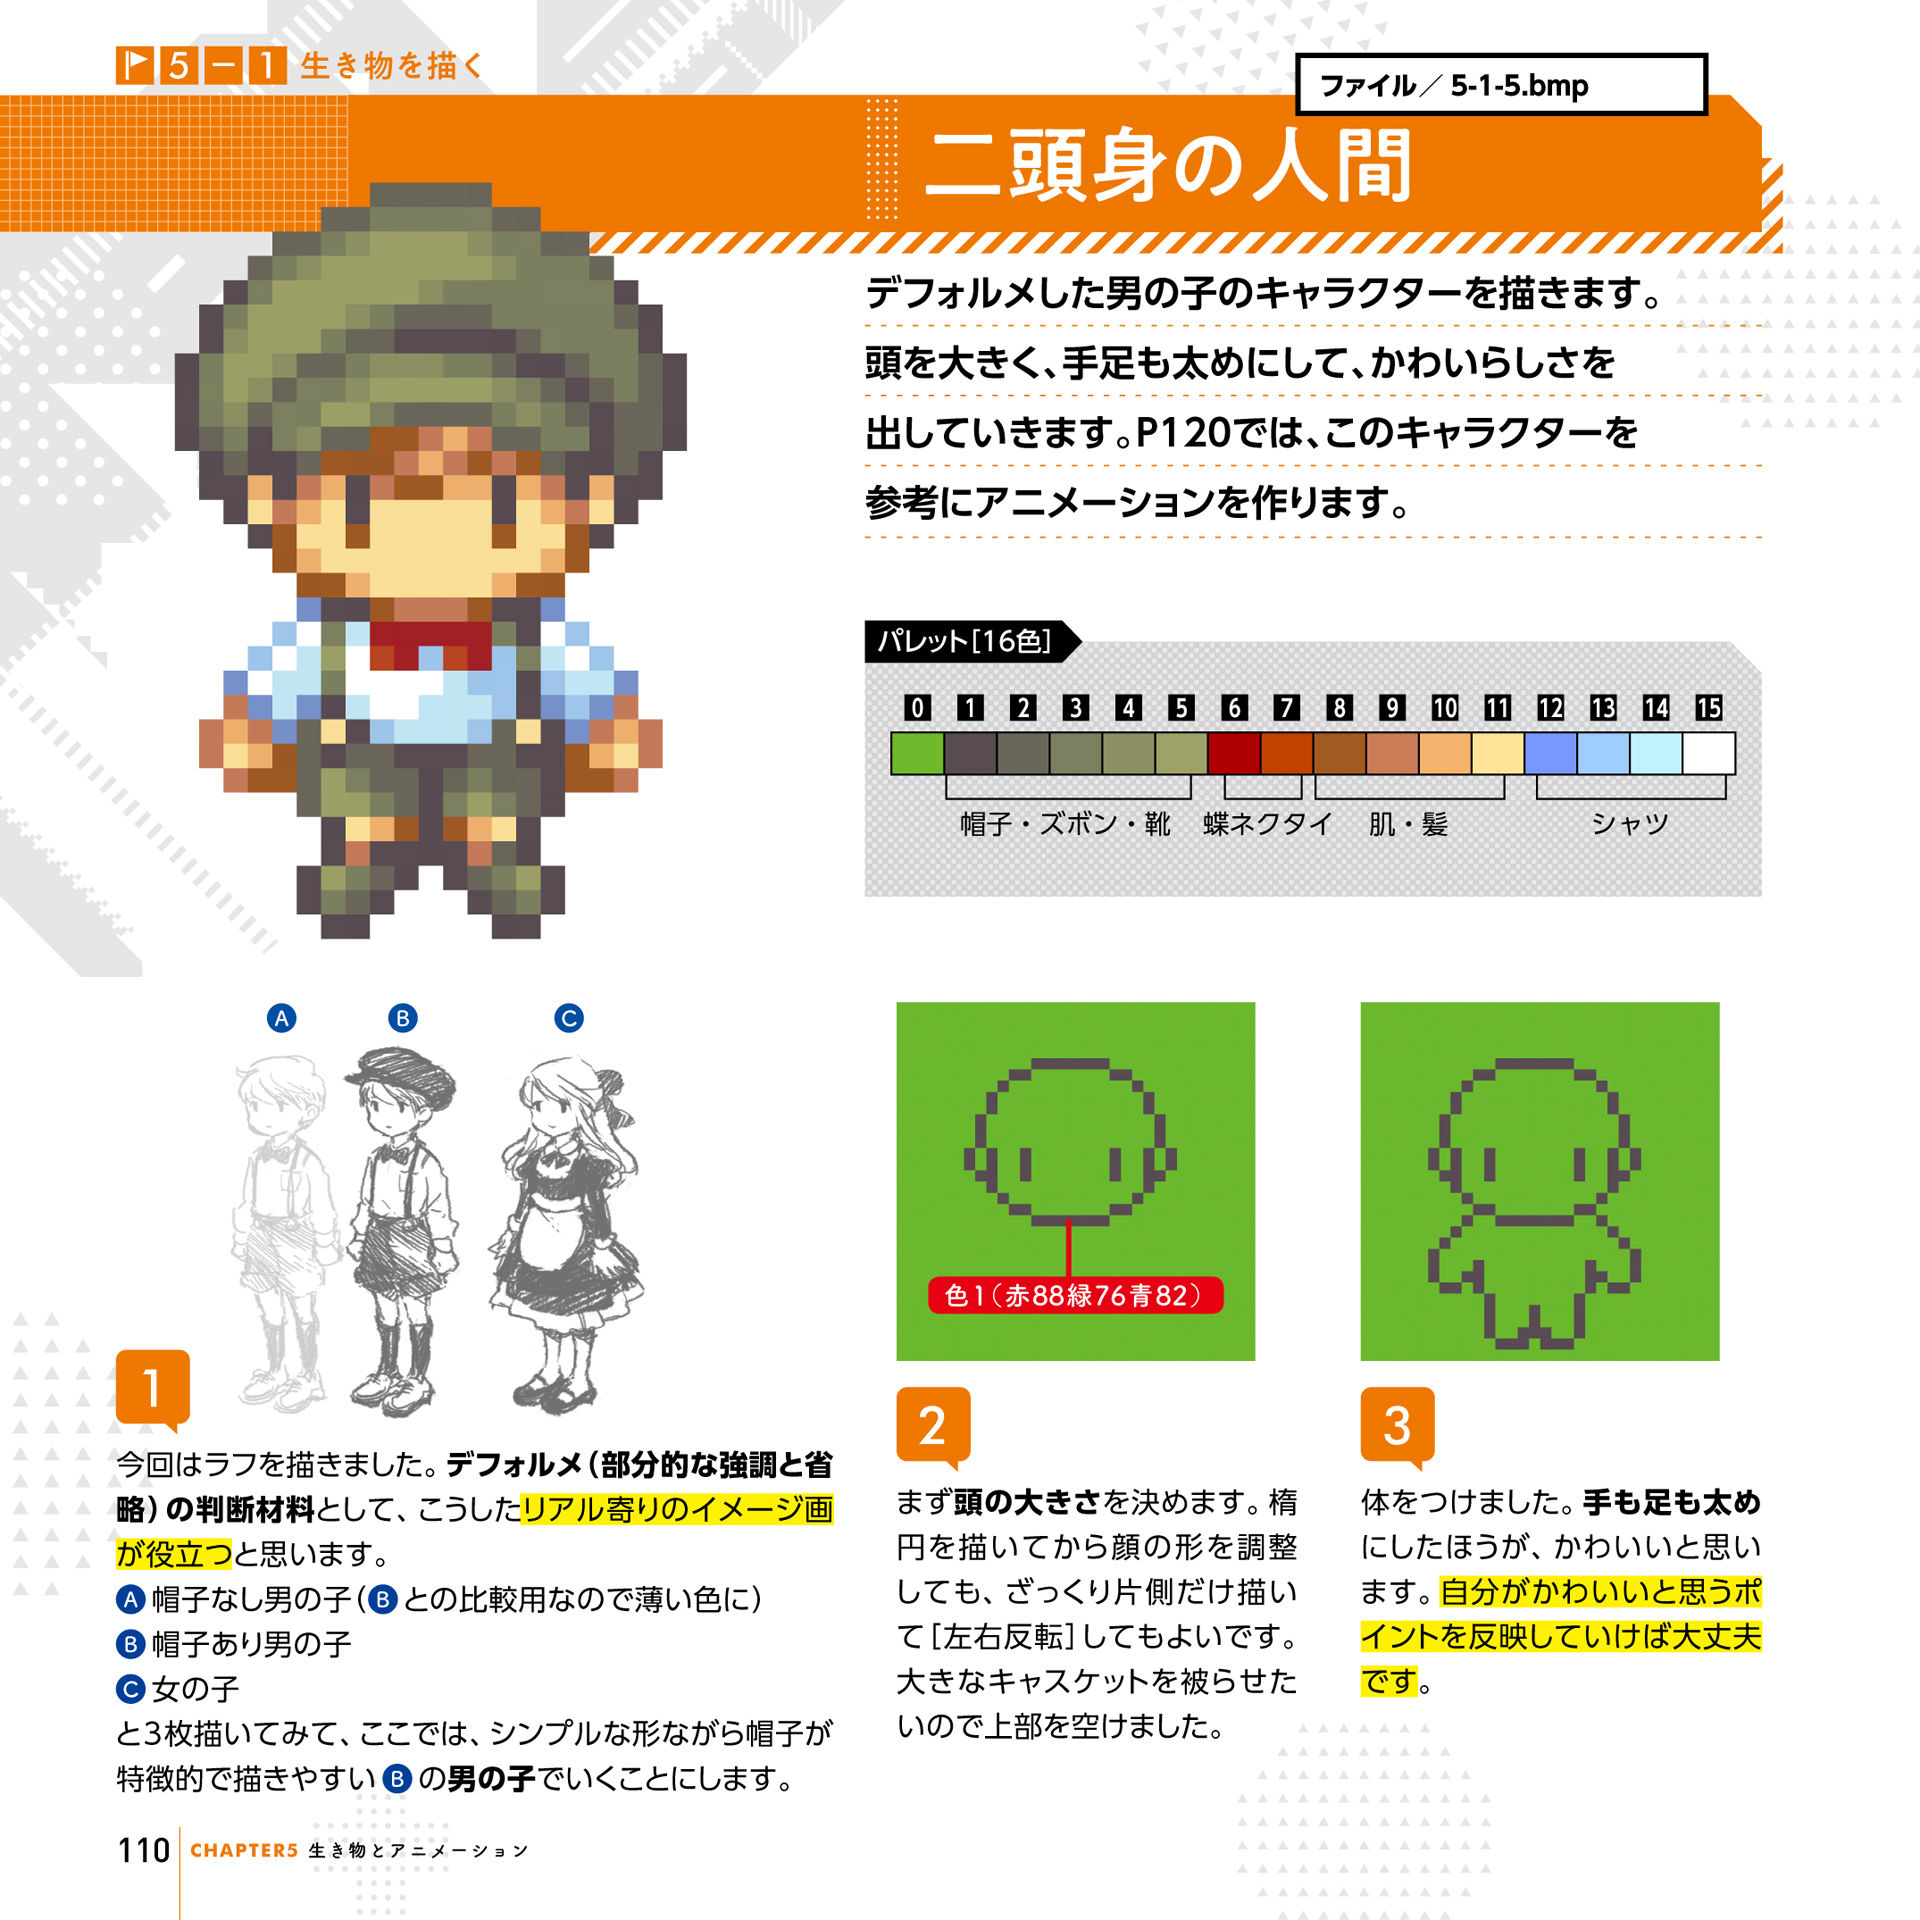 5-1 生き物を描く
ファイル／5-1-5.bmp
二頭身の人間
デフォルメした男の子のキャラクターを描きます。
頭を大きく、手足も太めにして、かわいらしさを
出していきます。P120では、このキャラクターを
参考にアニメーションを作ります。
パレット[16色]
0 1 2 3 4 5 6 7 8 9 10 11 12 13 14 15
帽子・ズボン・靴 蝶ネクタイ 肌・髪 シャツ
A B C
1
今回はラフを描きました。デフォルメ（部分的な強調と省
略）の判断材料として、こうしたリアル寄りのイメージ画
が役立つと思います。
A 帽子なし男の子（B との比較用なので薄い色に）
B 帽子あり男の子
C 女の子
と3枚描いてみて、ここでは、シンプルな形ながら帽子が
特徴的で描きやすい B の男の子でいくことにします。
色1（赤88緑76青82）
2
まず頭の大きさを決めます。楕
円を描いてから顔の形を調整
しても、ざっくり片側だけ描い
て［左右反転］してもよいです。
大きなキャスケットを被らせた
いので上部を空けました。
3
体をつけました。手も足も太め
にしたほうが、かわいいと思い
ます。自分がかわいいと思うポ
イントを反映していけば大丈夫
です。
110 CHAPTER5 生き物とアニメーション